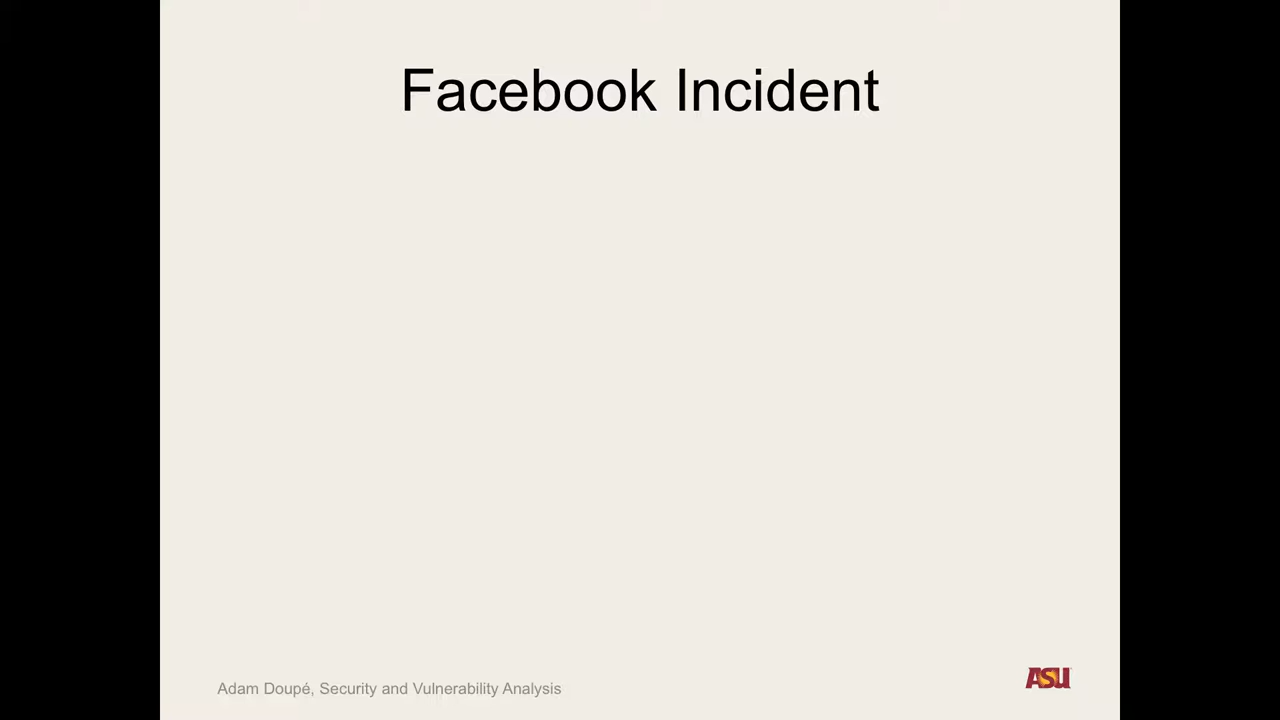 Facebook Incident
Adam Doupé, Security and Vulnerability Analysis
ASU